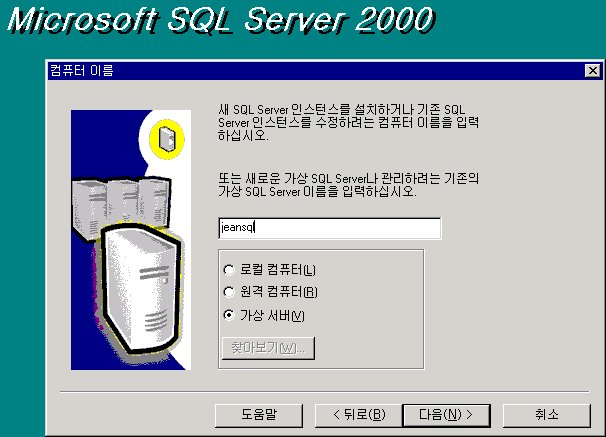 Microsoft SQL Server 2000
컴퓨터 이름
새 SQL Server 인스턴스를 설치하거나 기존 SQL
Server 인스턴스를 수정하려는 컴퓨터 이름을 입력
하십시오.
또는 새로운 가상 SQL Server나 관리하려는 기존의
가상 SQL Server 이름을 입력하십시오.
jeansql
로컬 컴퓨터(L)
원격 컴퓨터(R)
가상 서버(V)
찾아보기(W)...
도움말 < 뒤로(B) 다음(N) > 취소